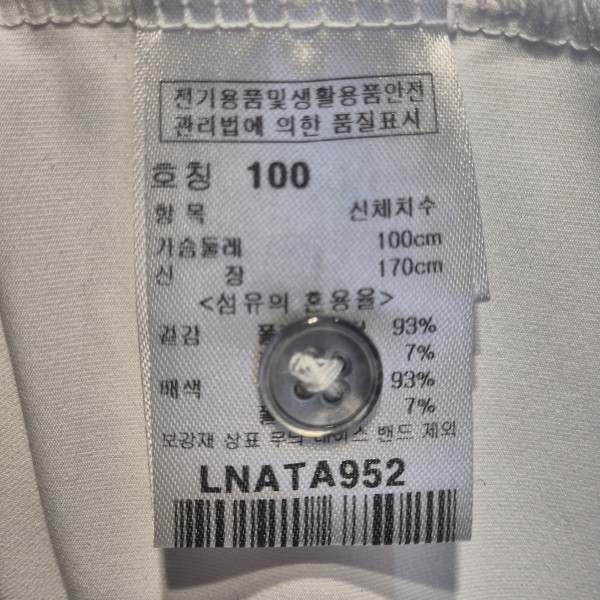 전기용품및생활용품안전
관리법에 의한 품질표시
호칭 100
항 목 신체치수
가슴둘레 100cm
신 장 170cm
<섬유의 혼용율>
겉감 93%
7%
배색 93%
7%
보강재 상표 무늬 레이스 밴드 제외
LNATA952